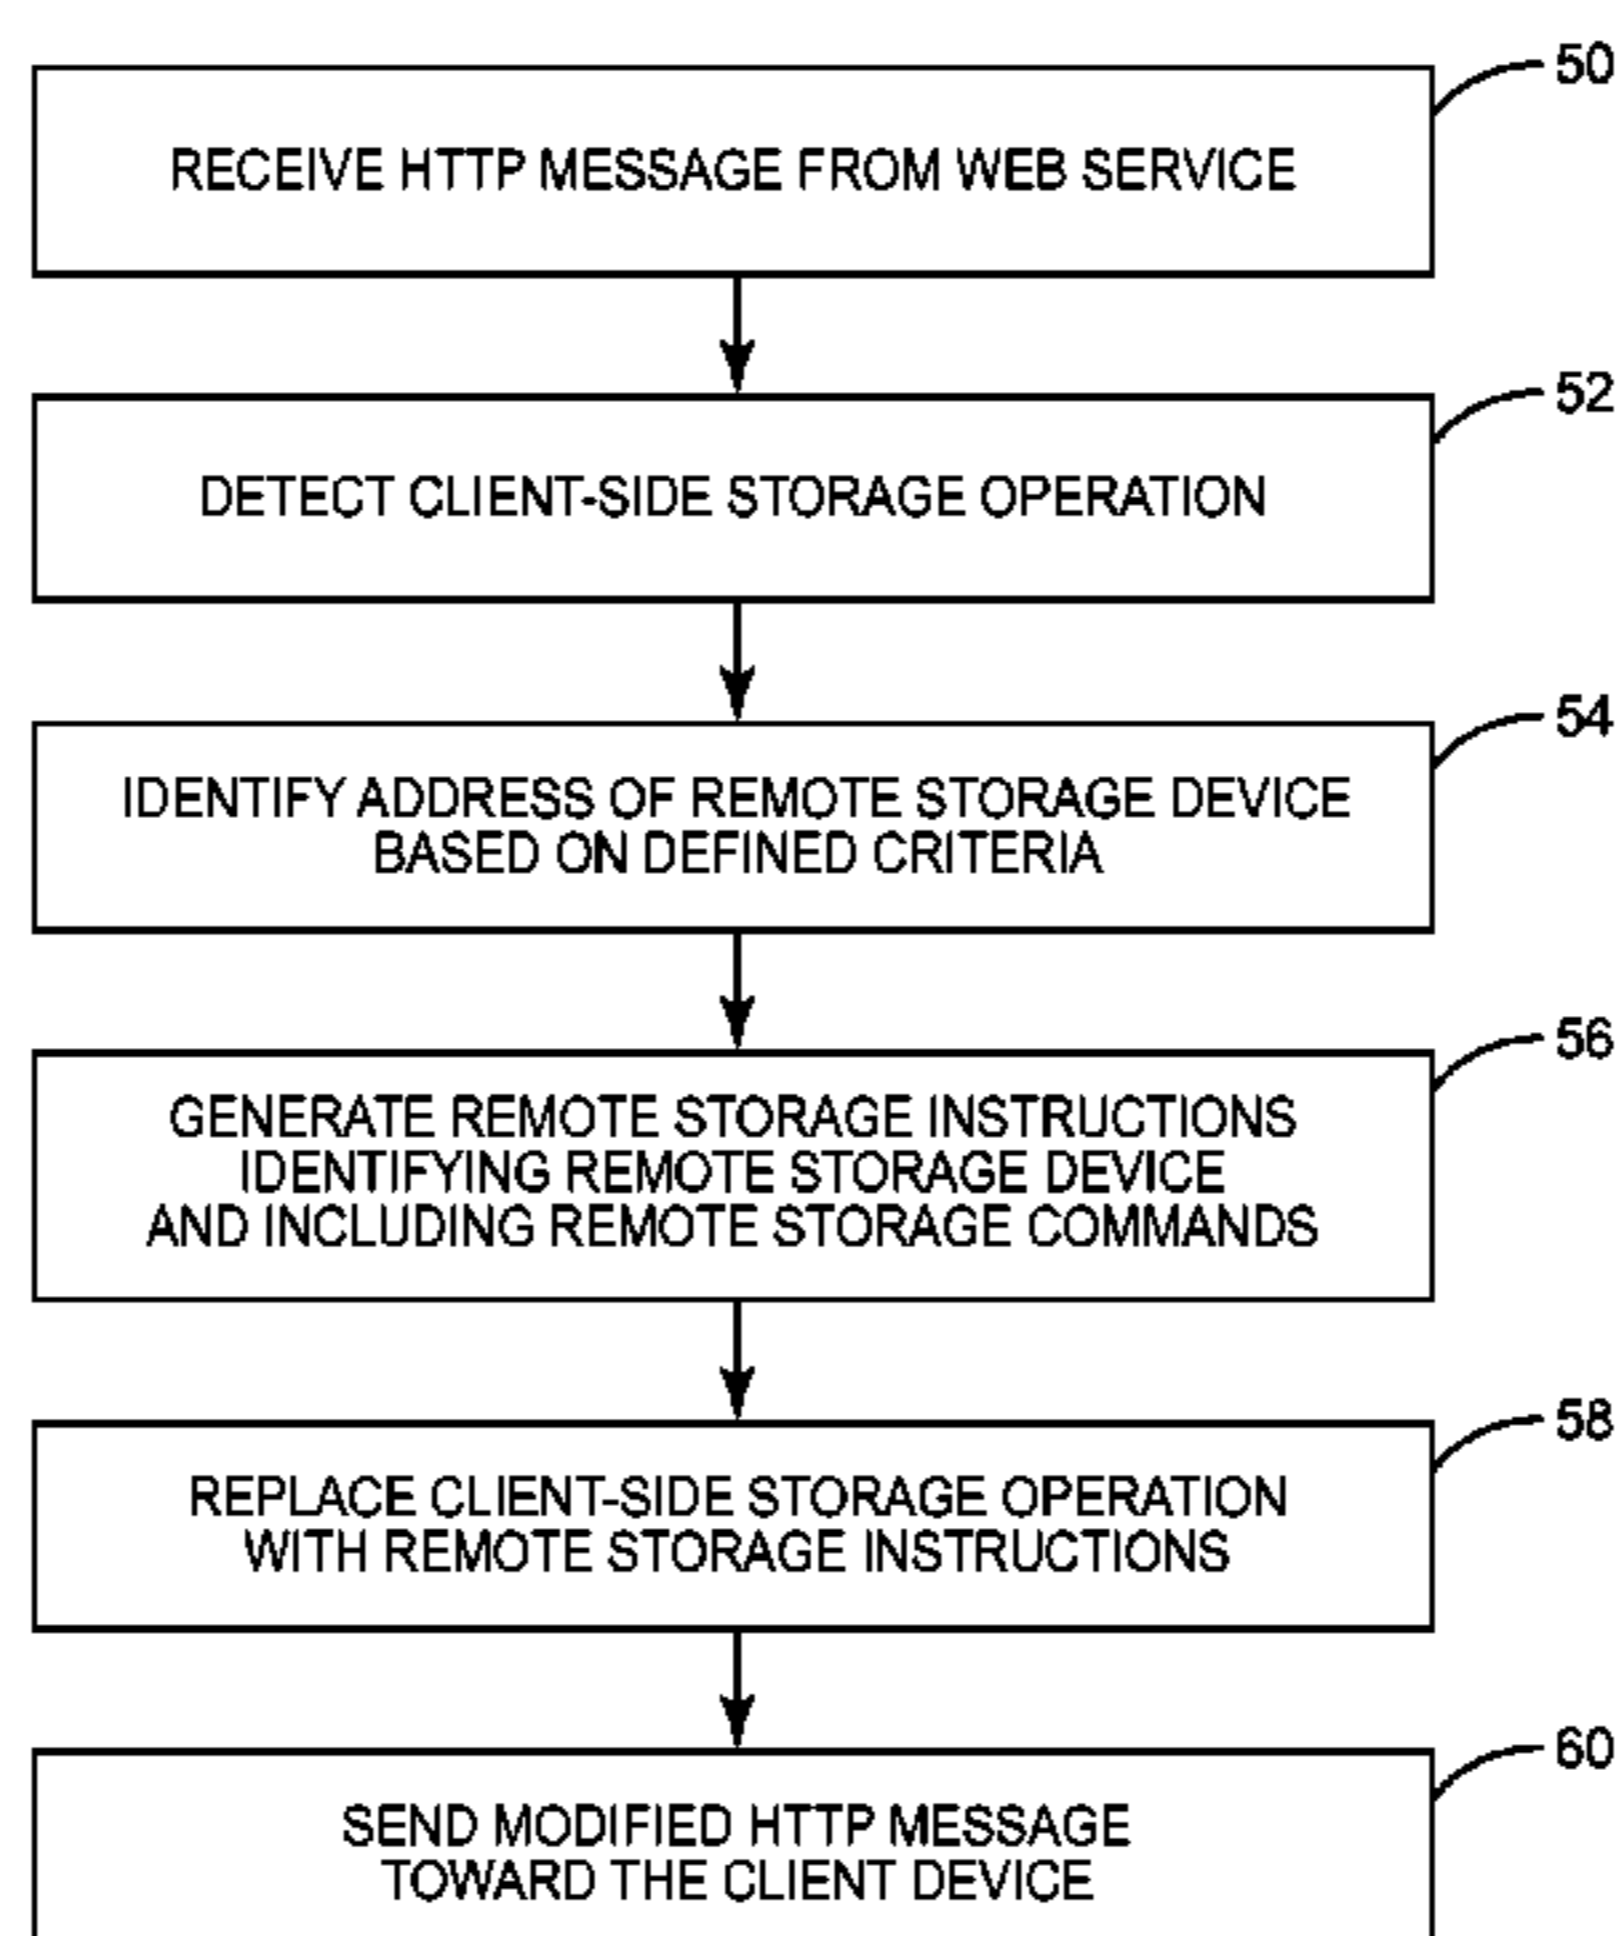 50
RECEIVE HTTP MESSAGE FROM WEB SERVICE
52
DETECT CLIENT-SIDE STORAGE OPERATION
54
IDENTIFY ADDRESS OF REMOTE STORAGE DEVICE
BASED ON DEFINED CRITERIA
56
GENERATE REMOTE STORAGE INSTRUCTIONS
IDENTIFYING REMOTE STORAGE DEVICE
AND INCLUDING REMOTE STORAGE COMMANDS
58
REPLACE CLIENT-SIDE STORAGE OPERATION
WITH REMOTE STORAGE INSTRUCTIONS
60
SEND MODIFIED HTTP MESSAGE
TOWARD THE CLIENT DEVICE